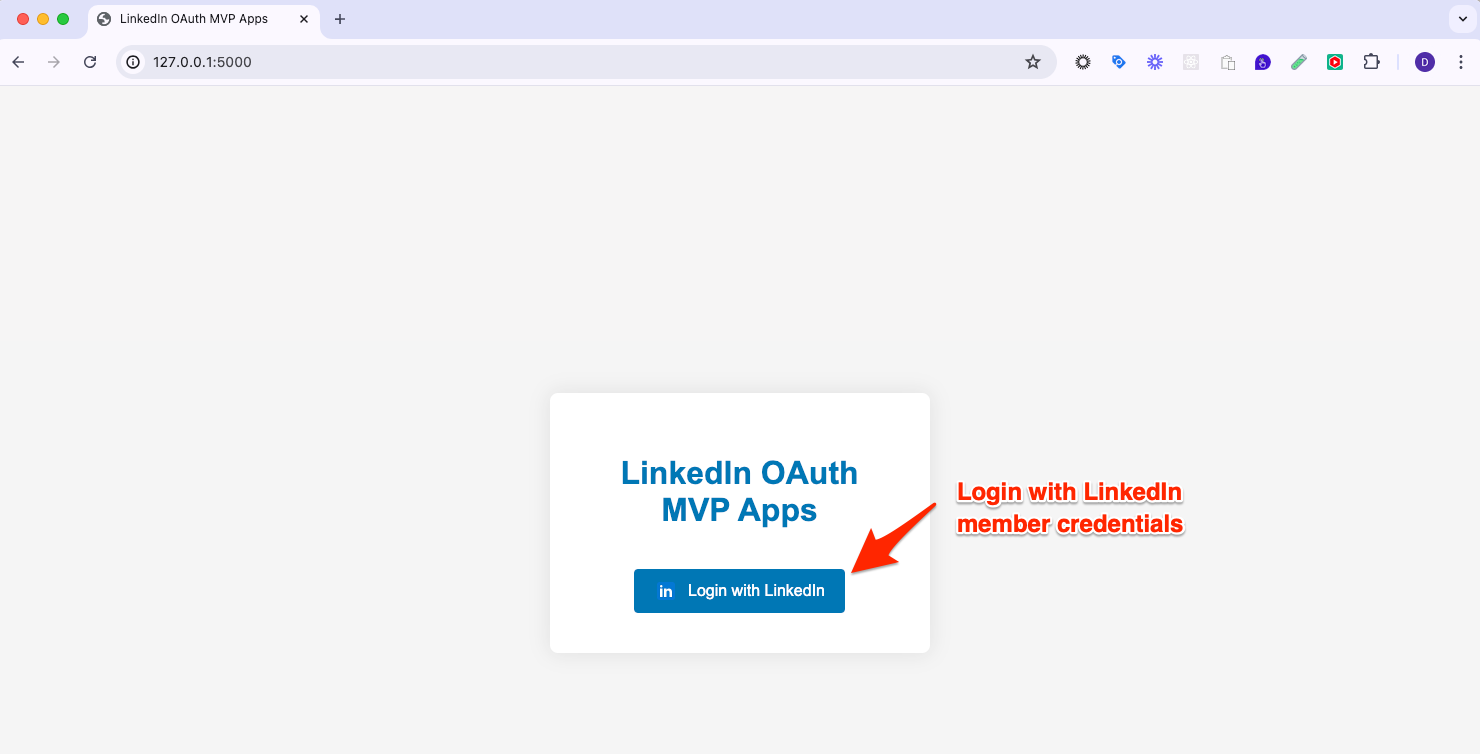 LinkedIn OAuth MVP Apps
127.0.0.1:5000
D
LinkedIn OAuth
MVP Apps
in Login with LinkedIn
Login with LinkedIn
member credentials